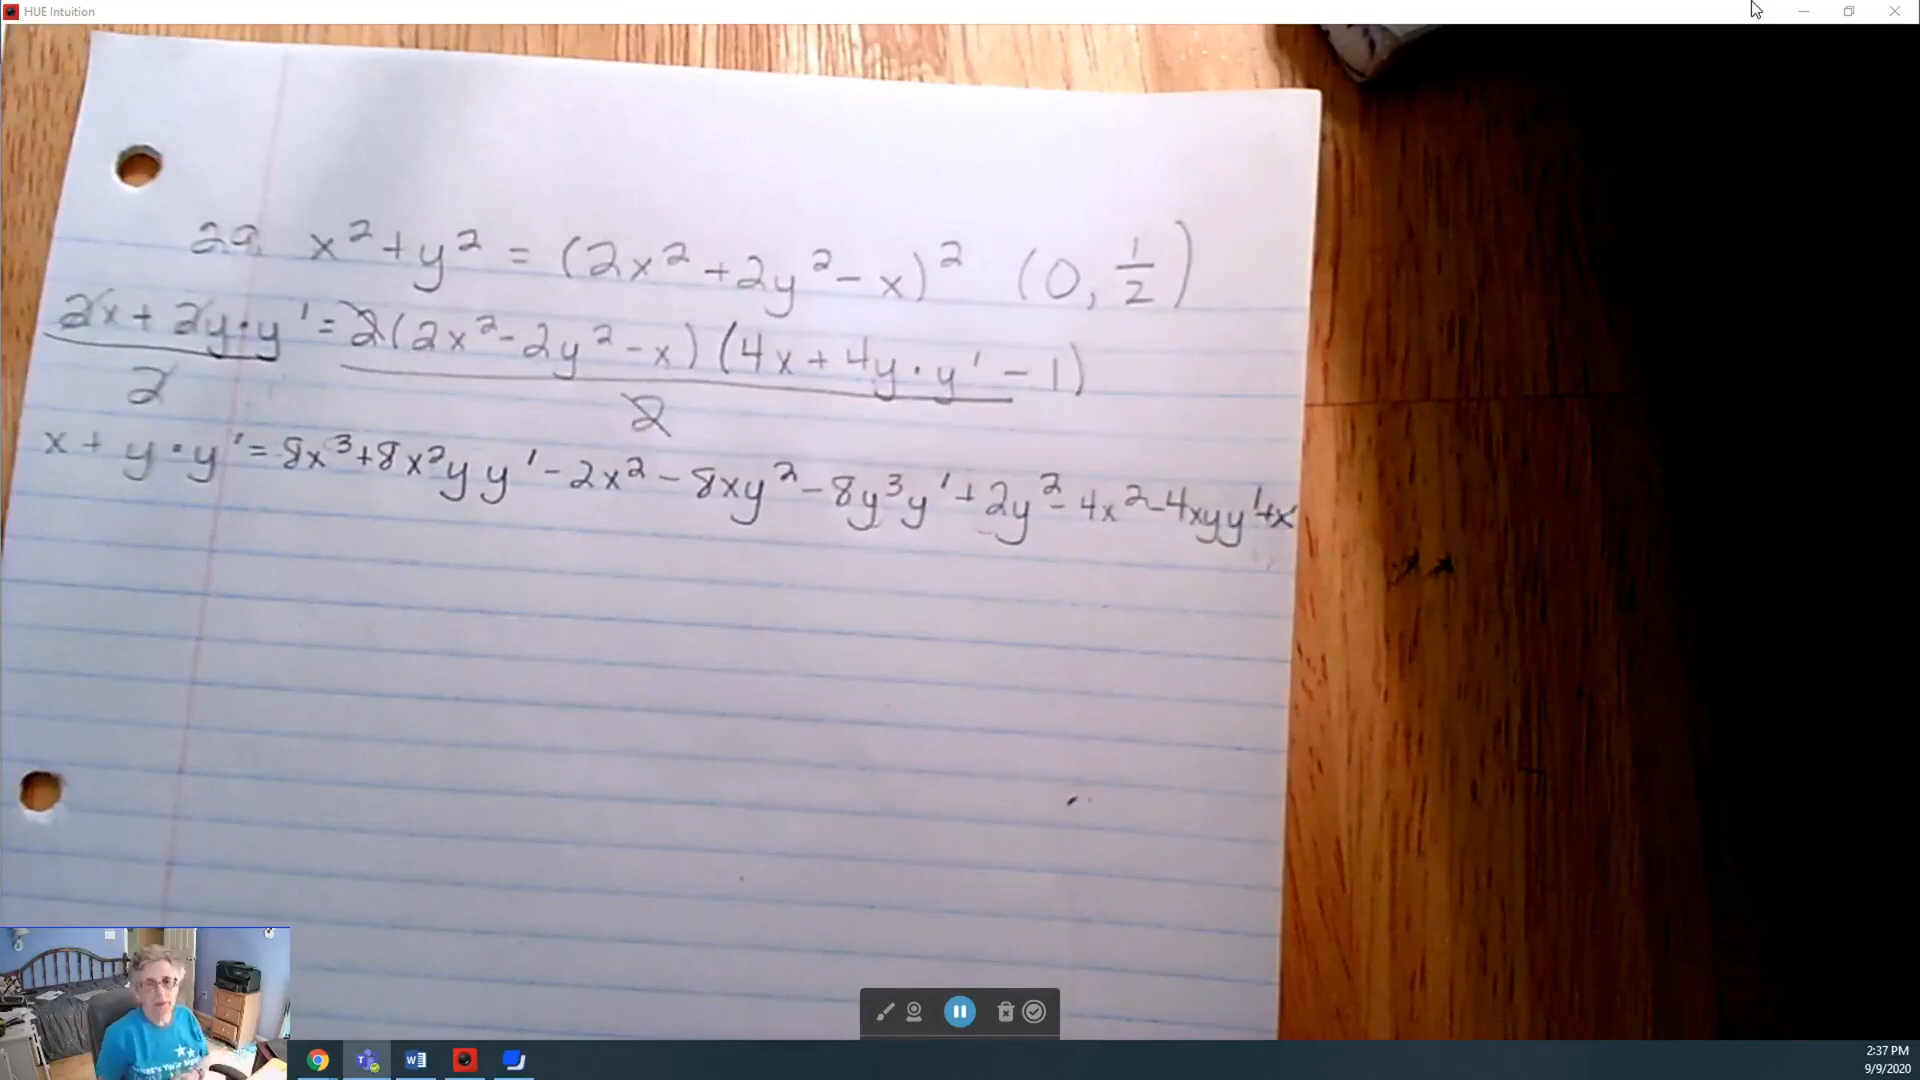 HUE Intuition
29. x² + y² = (2x² + 2y² - x)² (0, 1/2)
2x + 2y·y' = 2(2x² - 2y² - x)(4x + 4y·y' - 1)
2 2
x + y·y' = 8x³ + 8x²yy' - 2x² - 8xy² - 8y³y' + 2y² - 4x² - 4xyy' + x
2:37 PM
9/9/2020